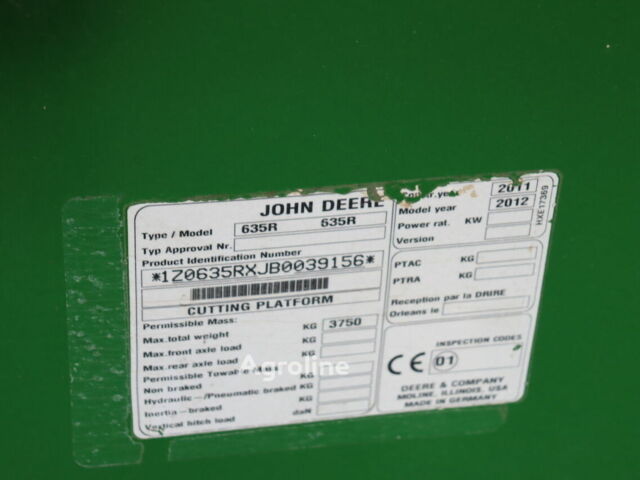 JOHN DEERE
Type / Model 635R 635R
Typ Approval Nr.
Product Identification Number
*1Z0635RXJB0039156*
CUTTING PLATFORM
Permissible Mass: KG 3750
Max.total weight KG
Max.front axle load KG
Max.rear axle load KG
Permissible Towable Mass:
Non braked KG
Hydraulic-/Pneumatic braked KG
Inertia-braked KG
Vertical hitch load daN
Constr.year 2011
Model year 2012
Power rat. KW
Version
HXE17369
PTAC KG
PTRA KG
Reception par la DRIRE
Orleans le
INSPECTION CODES
CE 01
DEERE & COMPANY
MOLINE, ILLINOIS, USA
MADE IN GERMANY
Agroline